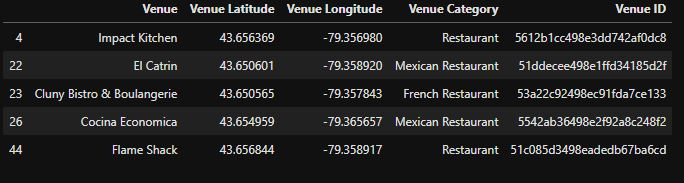 Venue Venue Latitude Venue Longitude Venue Category Venue ID
4 Impact Kitchen 43.656369 -79.356980 Restaurant 5612b1cc498e3dd742af0dc8
22 El Catrin 43.650601 -79.358920 Mexican Restaurant 51ddecee498e1ffd34185d2f
23 Cluny Bistro & Boulangerie 43.650565 -79.357843 French Restaurant 53a22c92498ec91fda7ce133
26 Cocina Economica 43.654959 -79.365657 Mexican Restaurant 5542ab36498e2f92a8c248f2
44 Flame Shack 43.656844 -79.358917 Restaurant 51c085d3498eadedb67ba6cd